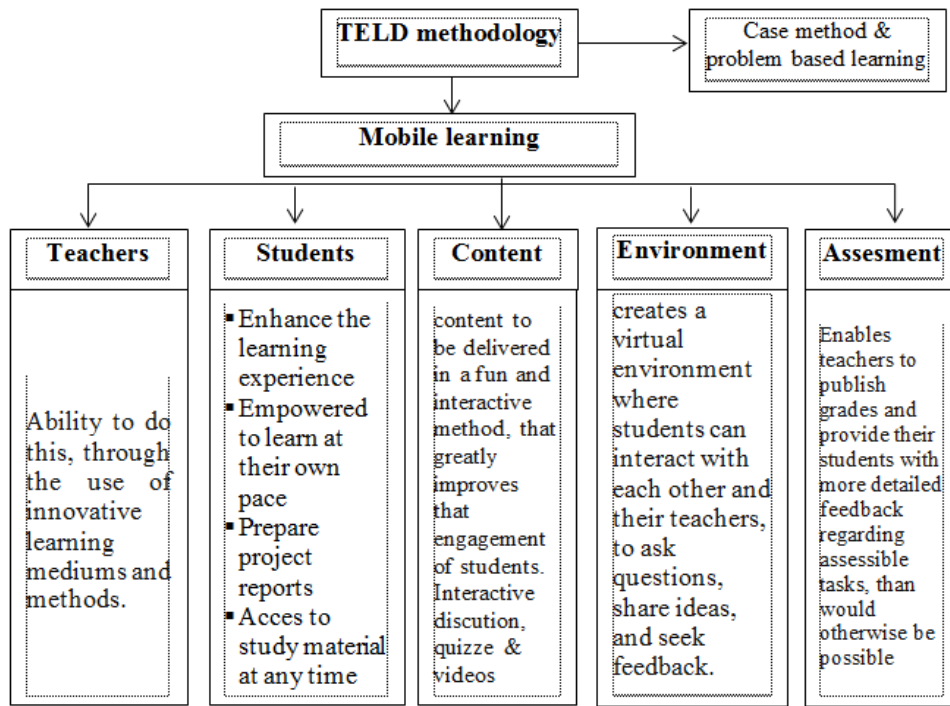 TELD methodology
Case method &
problem based learning
Mobile learning
Teachers
Ability to do
this, through
the use of
innovative
learning
mediums and
methods.
Students
▪ Enhance the
learning
experience
▪ Empowered
to learn at
their own
pace
▪ Prepare
project
reports
▪ Acces to
study material
at any time
Content
content to
be delivered
in a fun and
interactive
method, that
greatly
improves
that
engagement
of students.
Interactive
discution,
quizze &
videos
Environment
creates a
virtual
environment
where
students can
interact with
each other and
their teachers,
to ask
questions,
share ideas,
and seek
feedback.
Assesment
Enables
teachers to
publish
grades and
provide their
students with
more detailed
feedback
regarding
assessible
tasks, than
would
otherwise be
possible